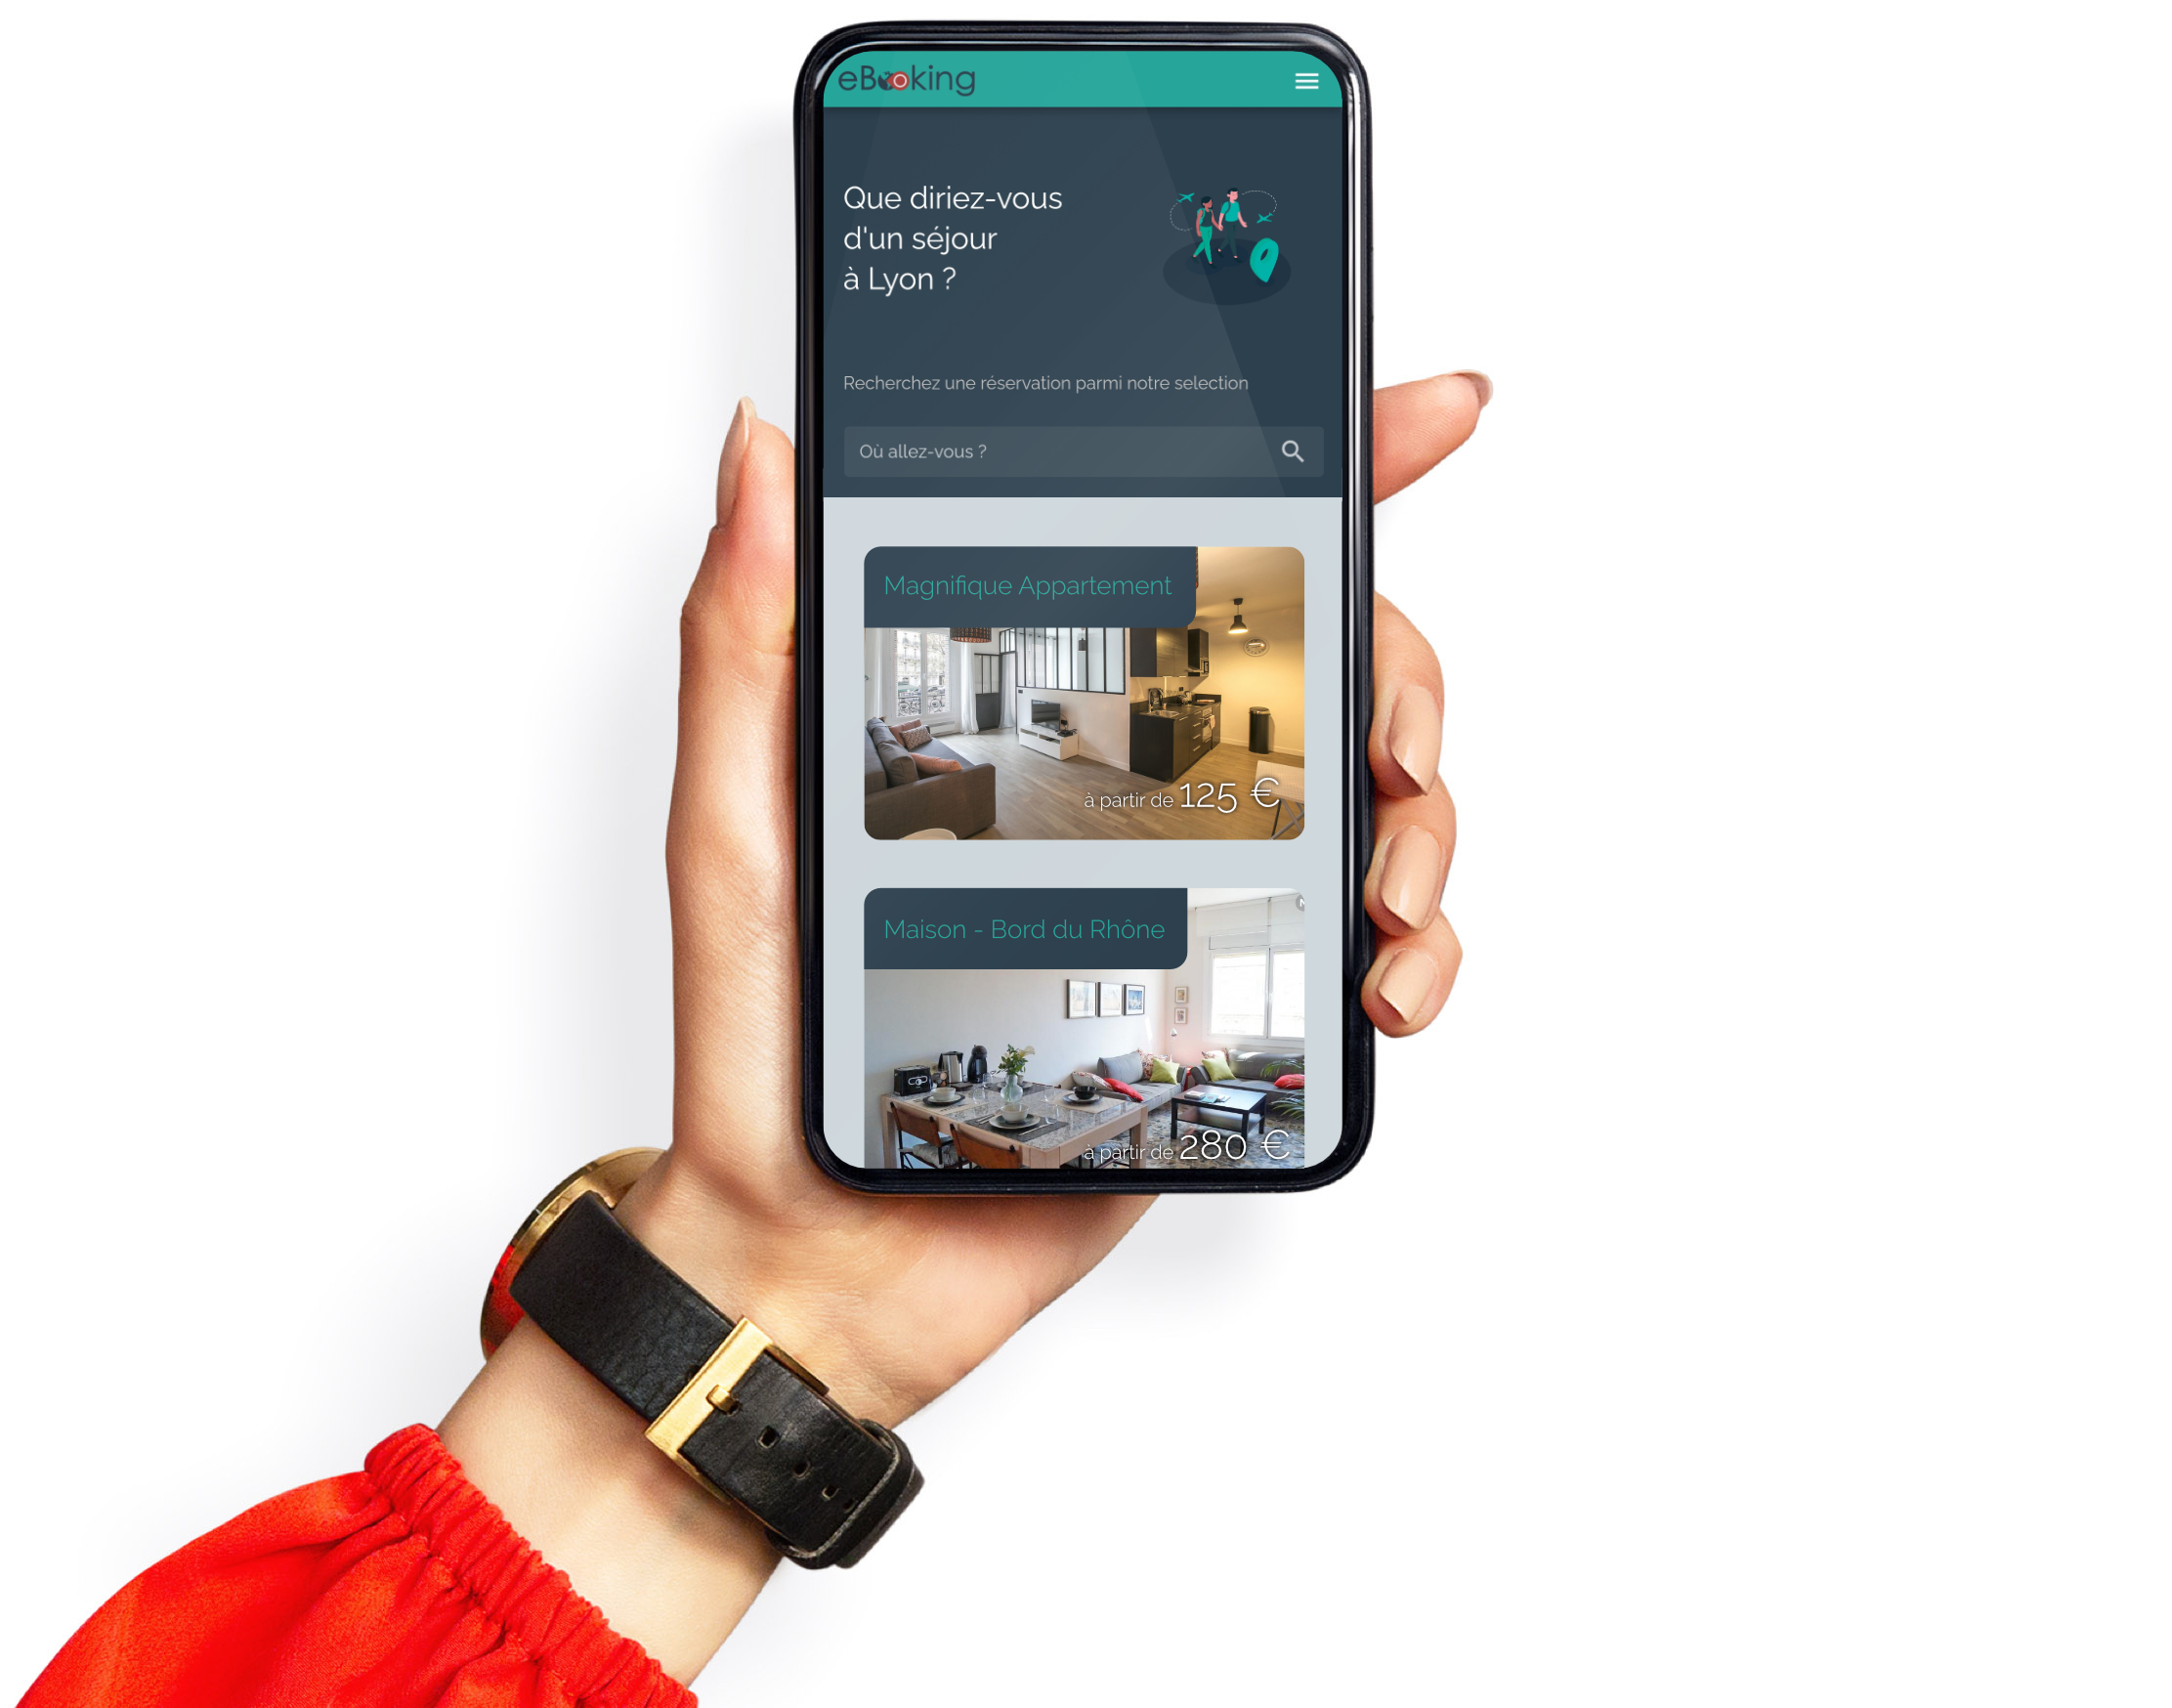 eBooking
Que diriez-vous
d'un séjour
à Lyon ?
Recherchez une réservation parmi notre selection
Où allez-vous ?
Magnifique Appartement
à partir de 125 €
Maison - Bord du Rhône
à partir de 280 €